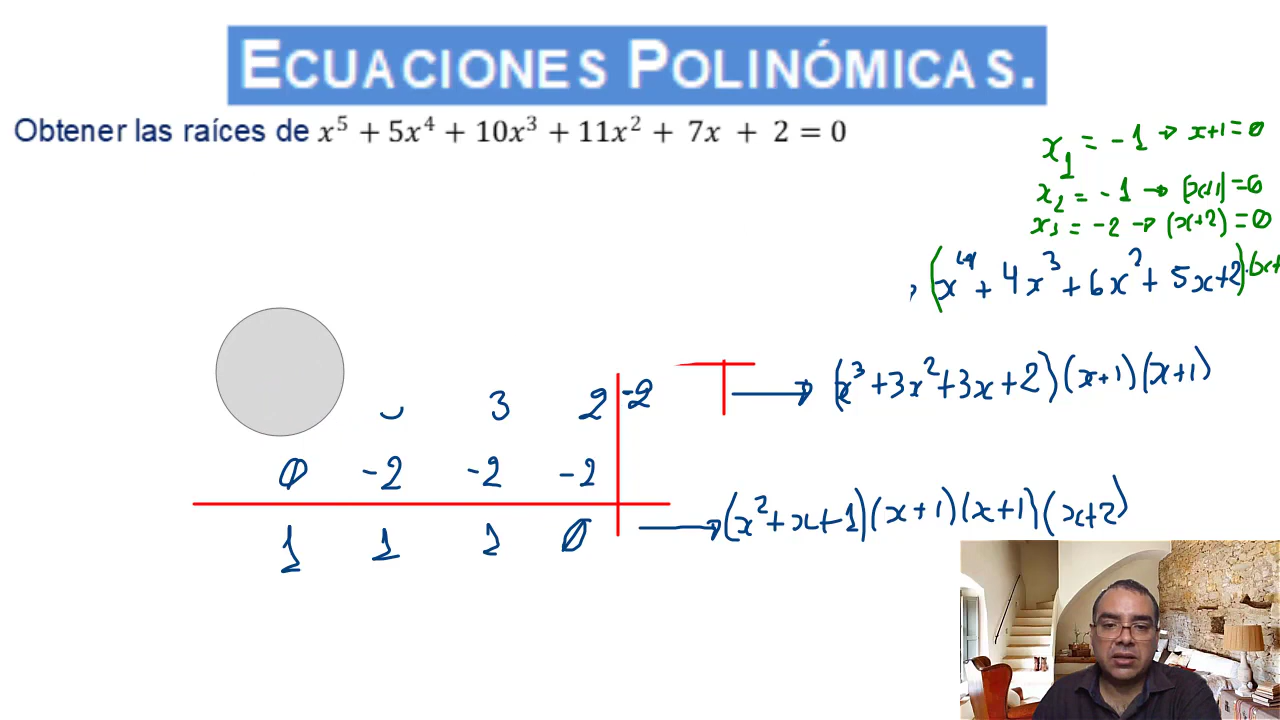 ECUACIONES POLINÓMICAS.
Obtener las raíces de x⁵ + 5x⁴ + 10x³ + 11x² + 7x + 2 = 0
x₁ = -1 → x+1=0
x₂ = -1 → (x+1) = 0
x₃ = -2 → (x+2) = 0
(x⁴ + 4x³ + 6x² + 5x+2)·(x+
→ (x³ +3x² +3x +2)(x+1)(x+1)
3 2 -2
0 -2 -2 -2
1 1 1 0 → (x² +x+1)(x+1)(x+1)(x+2)